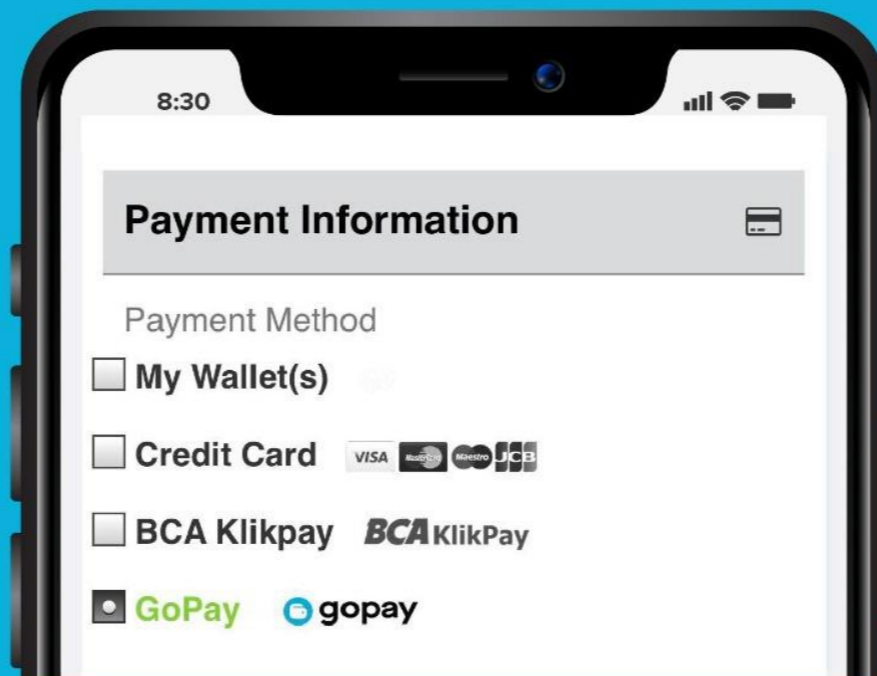 8:30
Payment Information
Payment Method
My Wallet(s)
Credit Card VISA MasterCard Maestro JCB
BCA Klikpay BCA KlikPay
GoPay gopay